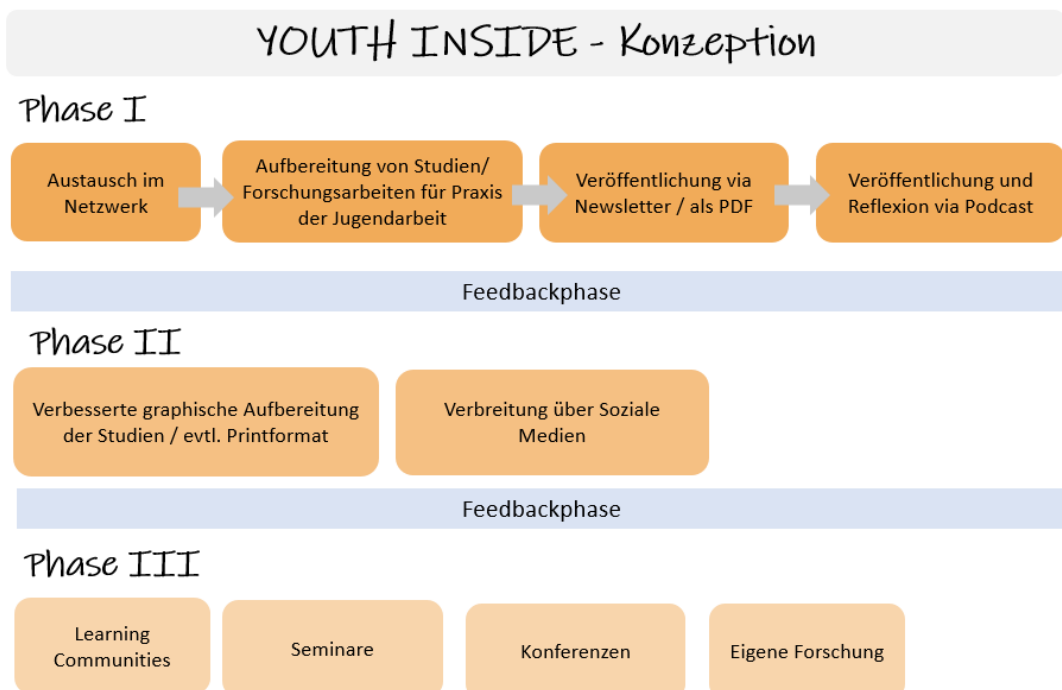 YOUTH INSIDE - Konzeption
Phase I
Austausch im
Netzwerk
Aufbereitung von Studien/
Forschungsarbeiten für Praxis
der Jugendarbeit
Veröffentlichung via
Newsletter / als PDF
Veröffentlichung und
Reflexion via Podcast
Feedbackphase
Phase II
Verbesserte graphische Aufbereitung
der Studien / evtl. Printformat
Verbreitung über Soziale
Medien
Feedbackphase
Phase III
Learning
Communities
Seminare
Konferenzen
Eigene Forschung